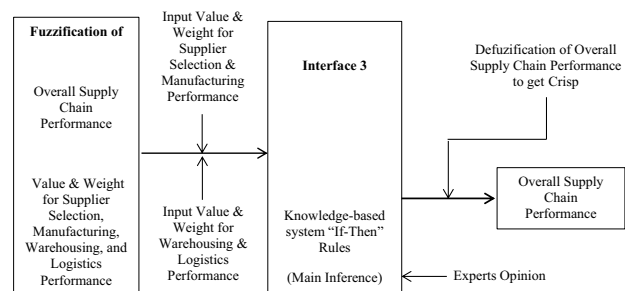 Fuzzification of
Overall Supply
Chain
Performance
Value & Weight
for Supplier
Selection,
Manufacturing,
Warehousing, and
Logistics
Performance
Input Value &
Weight for
Supplier
Selection &
Manufacturing
Performance
Input Value &
Weight for
Warehousing &
Logistics
Performance
Interface 3
Knowledge-based
system “If-Then”
Rules
(Main Inference)
Defuzification of Overall
Supply Chain Performance
to get Crisp
Overall Supply
Chain
Performance
Experts Opinion